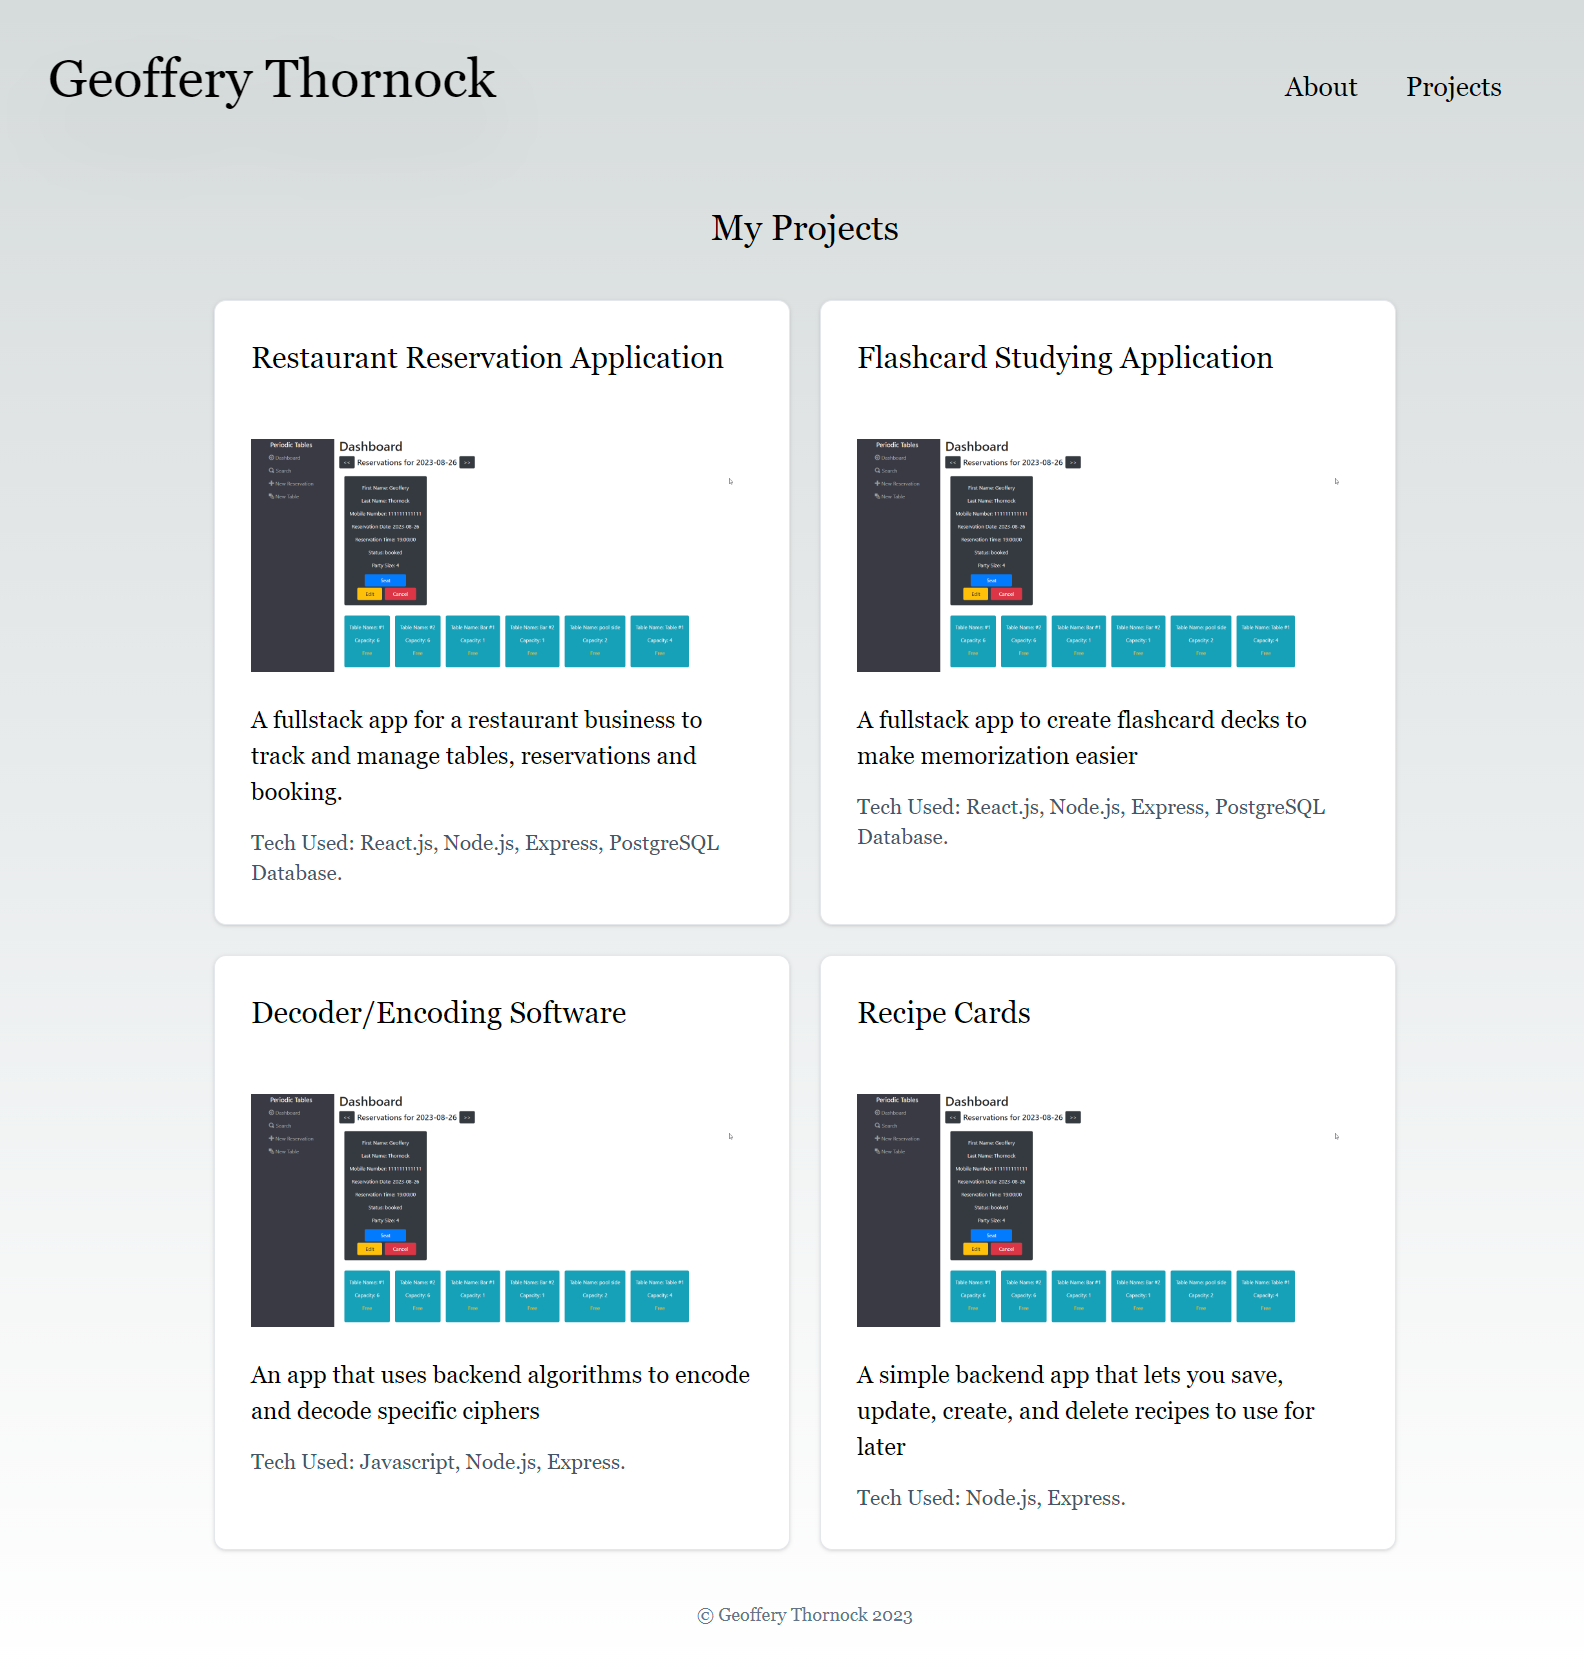 Geoffery Thornock
About Projects
My Projects
Restaurant Reservation Application
Periodic Tables
Dashboard
Search
New Reservation
New Table
Dashboard
<< Reservations for 2023-08-26 >>
First Name: Geoffery
Last Name: Thornock
Mobile Number: 111111111111
Reservation Date: 2023-08-26
Reservation Time: 19:00:00
Status: booked
Party Size: 4
Seat
Edit Cancel
Table Name: #1 Table Name: #2 Table Name: Bar #1 Table Name: Bar #2 Table Name: pool side Table Name: Table #1
Capacity: 6 Capacity: 6 Capacity: 1 Capacity: 1 Capacity: 2 Capacity: 4
Free Free Free Free Free Free
A fullstack app for a restaurant business to
track and manage tables, reservations and
booking.
Tech Used: React.js, Node.js, Express, PostgreSQL
Database.
Flashcard Studying Application
Periodic Tables
Dashboard
Search
New Reservation
New Table
Dashboard
<< Reservations for 2023-08-26 >>
First Name: Geoffery
Last Name: Thornock
Mobile Number: 111111111111
Reservation Date: 2023-08-26
Reservation Time: 19:00:00
Status: booked
Party Size: 4
Seat
Edit Cancel
Table Name: #1 Table Name: #2 Table Name: Bar #1 Table Name: Bar #2 Table Name: pool side Table Name: Table #1
Capacity: 6 Capacity: 6 Capacity: 1 Capacity: 1 Capacity: 2 Capacity: 4
Free Free Free Free Free Free
A fullstack app to create flashcard decks to
make memorization easier
Tech Used: React.js, Node.js, Express, PostgreSQL
Database.
Decoder/Encoding Software
Periodic Tables
Dashboard
Search
New Reservation
New Table
Dashboard
<< Reservations for 2023-08-26 >>
First Name: Geoffery
Last Name: Thornock
Mobile Number: 111111111111
Reservation Date: 2023-08-26
Reservation Time: 19:00:00
Status: booked
Party Size: 4
Seat
Edit Cancel
Table Name: #1 Table Name: #2 Table Name: Bar #1 Table Name: Bar #2 Table Name: pool side Table Name: Table #1
Capacity: 6 Capacity: 6 Capacity: 1 Capacity: 1 Capacity: 2 Capacity: 4
Free Free Free Free Free Free
An app that uses backend algorithms to encode
and decode specific ciphers
Tech Used: Javascript, Node.js, Express.
Recipe Cards
Periodic Tables
Dashboard
Search
New Reservation
New Table
Dashboard
<< Reservations for 2023-08-26 >>
First Name: Geoffery
Last Name: Thornock
Mobile Number: 111111111111
Reservation Date: 2023-08-26
Reservation Time: 19:00:00
Status: booked
Party Size: 4
Seat
Edit Cancel
Table Name: #1 Table Name: #2 Table Name: Bar #1 Table Name: Bar #2 Table Name: pool side Table Name: Table #1
Capacity: 6 Capacity: 6 Capacity: 1 Capacity: 1 Capacity: 2 Capacity: 4
Free Free Free Free Free Free
A simple backend app that lets you save,
update, create, and delete recipes to use for
later
Tech Used: Node.js, Express.
© Geoffery Thornock 2023